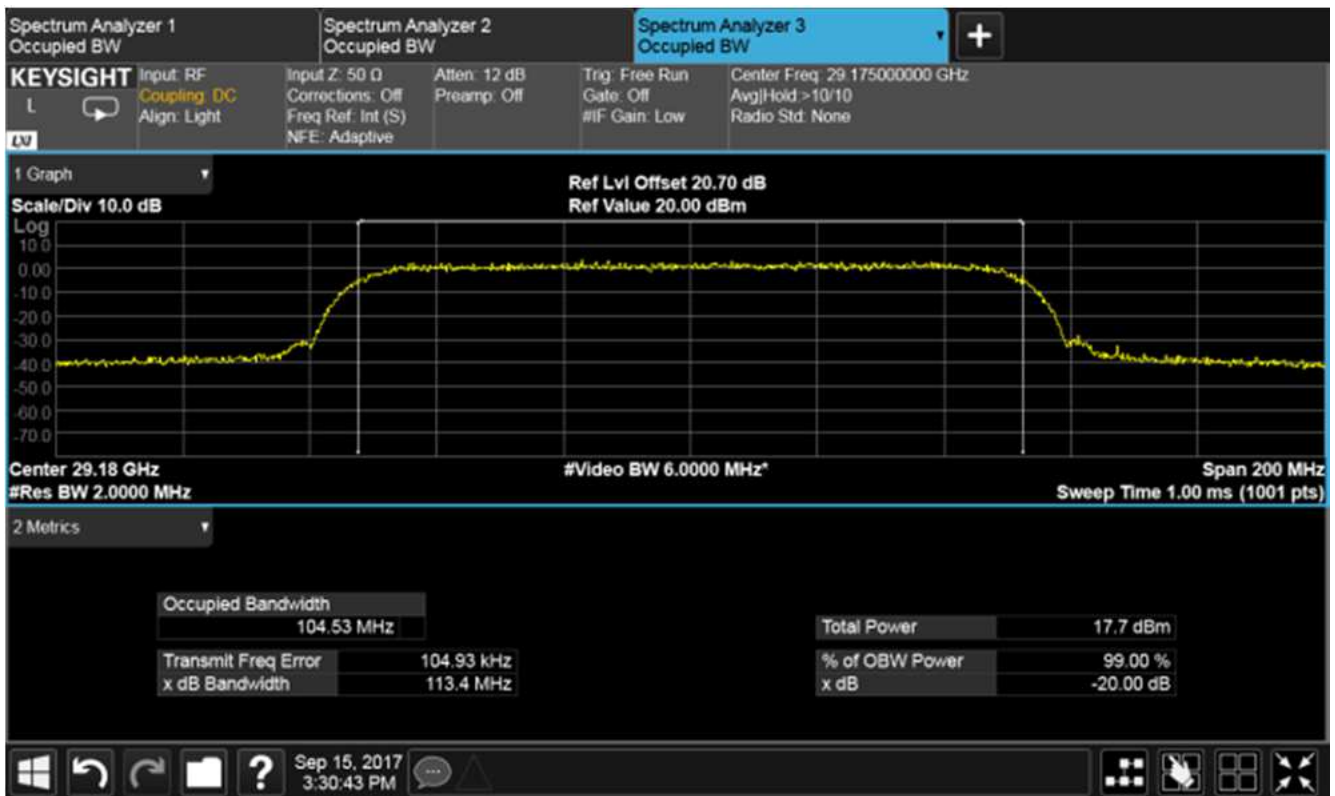 Spectrum Analyzer 1
Occupied BW
Spectrum Analyzer 2
Occupied BW
Spectrum Analyzer 3
Occupied BW
+
KEYSIGHT
L
LXI
Input: RF
Coupling: DC
Align: Light
Input Z: 50 Ω
Corrections: Off
Freq Ref: Int (S)
NFE: Adaptive
Atten: 12 dB
Preamp: Off
Trig: Free Run
Gate: Off
#IF Gain: Low
Center Freq: 29.175000000 GHz
Avg|Hold:>10/10
Radio Std: None
1 Graph
Scale/Div 10.0 dB
Ref Lvl Offset 20.70 dB
Ref Value 20.00 dBm
Log
10.0
0.00
-10.0
-20.0
-30.0
-40.0
-50.0
-60.0
-70.0
Center 29.18 GHz
#Res BW 2.0000 MHz
#Video BW 6.0000 MHz*
Span 200 MHz
Sweep Time 1.00 ms (1001 pts)
2 Metrics
Occupied Bandwidth
104.53 MHz
Transmit Freq Error 104.93 kHz
x dB Bandwidth 113.4 MHz
Total Power 17.7 dBm
% of OBW Power 99.00 %
x dB -20.00 dB
?
Sep 15, 2017
3:30:43 PM